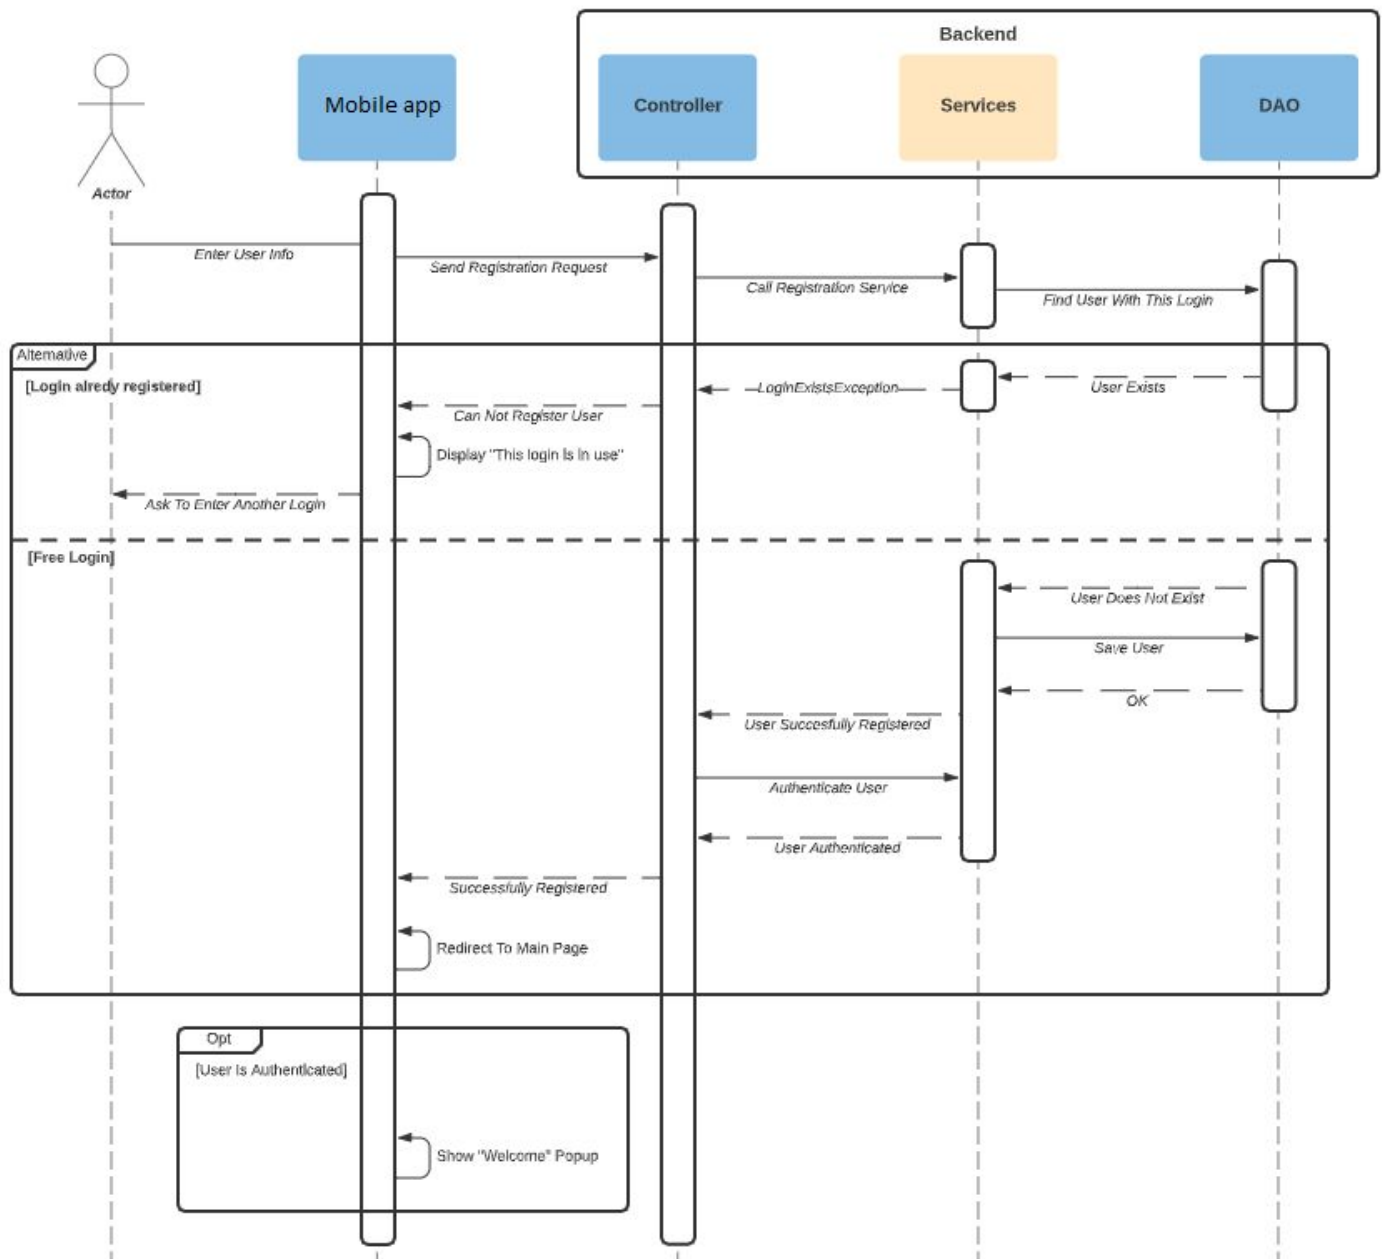 Backend
Mobile app
Controller
Services
DAO
Actor
Enter User Info
Send Registration Request
Call Registration Service
Find User With This Login
Alternative
[Login alredy registered]
User Exists
LoginExistsException
Can Not Register User
Display "This login is in use"
Ask To Enter Another Login
[Free Login]
User Does Not Exist
Save User
OK
User Succesfully Registered
Authenticate User
User Authenticated
Successfully Registered
Redirect To Main Page
Opt
[User is Authenticated]
Show "Welcome" Popup